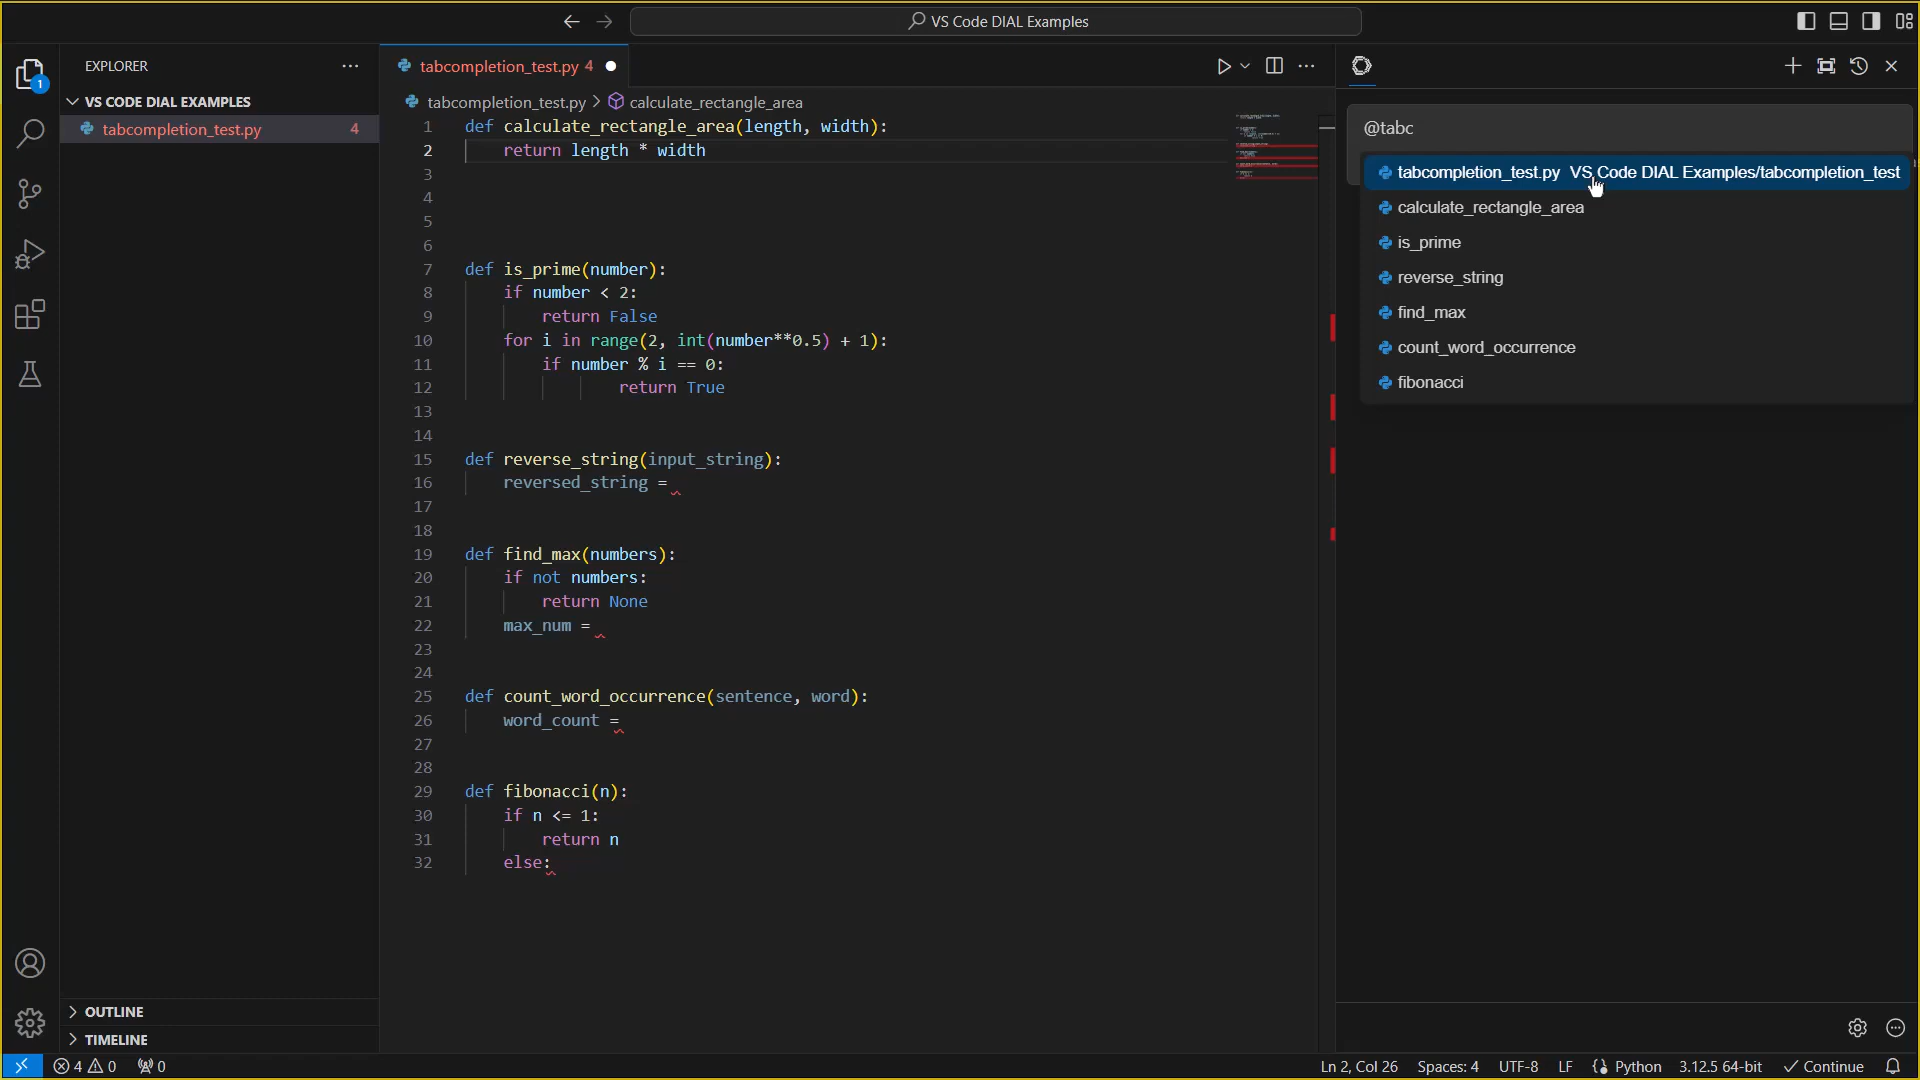 VS Code DIAL Examples
EXPLORER
VS CODE DIAL EXAMPLES
tabcompletion_test.py 4
1
tabcompletion_test.py 4
tabcompletion_test.py > calculate_rectangle_area
1 def calculate_rectangle_area(length, width):
2 return length * width
3
4
5
6
7 def is_prime(number):
8 if number < 2:
9 return False
10 for i in range(2, int(number**0.5) + 1):
11 if number % i == 0:
12 return True
13
14
15 def reverse_string(input_string):
16 reversed_string =
17
18
19 def find_max(numbers):
20 if not numbers:
21 return None
22 max_num =
23
24
25 def count_word_occurrence(sentence, word):
26 word_count =
27
28
29 def fibonacci(n):
30 if n <= 1:
31 return n
32 else:
@tabc
tabcompletion_test.py VS Code DIAL Examples/tabcompletion_test
calculate_rectangle_area
is_prime
reverse_string
find_max
count_word_occurrence
fibonacci
OUTLINE
TIMELINE
4 0 0
Ln 2, Col 26 Spaces: 4 UTF-8 LF Python 3.12.5 64-bit Continue